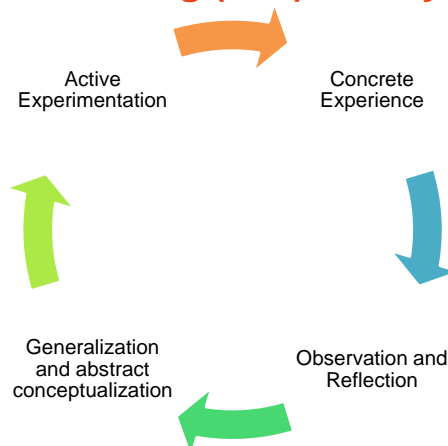 Active
Experimentation
Concrete
Experience
Generalization
and abstract
conceptualization
Observation and
Reflection